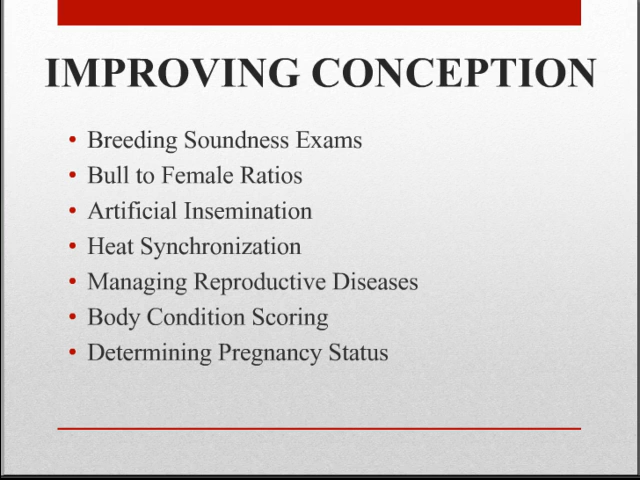 IMPROVING CONCEPTION
• Breeding Soundness Exams
• Bull to Female Ratios
• Artificial Insemination
• Heat Synchronization
• Managing Reproductive Diseases
• Body Condition Scoring
• Determining Pregnancy Status